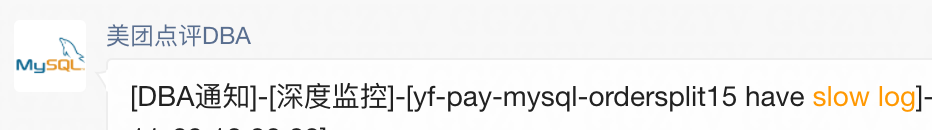 美团点评DBA
MySQL
[DBA通知]-[深度监控]-[yf-pay-mysql-ordersplit15 have slow log]-